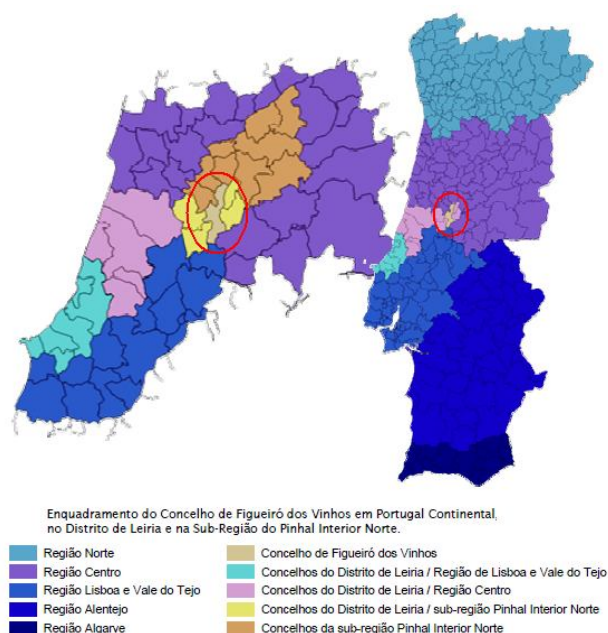 Enquadramento do Concelho de Figueiró dos Vinhos em Portugal Continental,
no Distrito de Leiria e na Sub-Região do Pinhal Interior Norte.
Região Norte
Região Centro
Região Lisboa e Vale do Tejo
Região Alentejo
Região Algarve
Concelho de Figueiró dos Vinhos
Concelhos do Distrito de Leiria / Região de Lisboa e Vale do Tejo
Concelhos do Distrito de Leiria / Região Centro
Concelhos do Distrito de Leiria / sub-região Pinhal Interior Norte
Concelhos da sub-região Pinhal Interior Norte